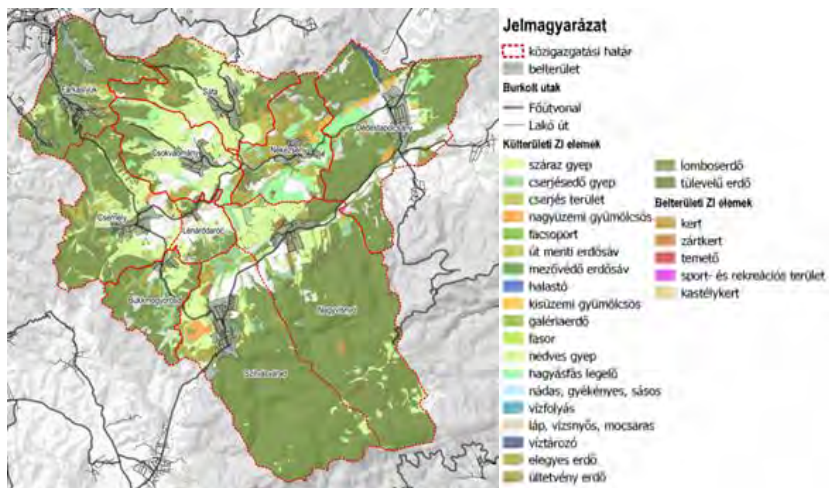 Jelmagyarázat
közigazgatási határ
belterület
Burkolt utak
Főútvonal
Lakó út
Külterületi ZI elemek
száraz gyep
cserjésedő gyep
cserjés terület
nagyüzemi gyümölcsös
facsoport
út menti erdősáv
mezővédő erdősáv
halastó
kisüzemi gyümölcsös
galériaerdő
fasor
nedves gyep
hagyásfás legelő
nádas, gyékényes, sásos
vízfolyás
láp, vízsnyős, mocsaras
víztározó
elegyes erdő
ültetvény erdő
lomboserdő
tűlevelű erdő
Belterületi ZI elemek
kert
zártkert
temető
sport- és rekreációs terület
kastélykert
Farkaslyuk
Sáta
Csokvaomány
Nekézseny
Dédestapolcsány
Csernely
Lénárddaróc
Bükkmogyorósd
Nagyvisnyó
Szilvásvárad